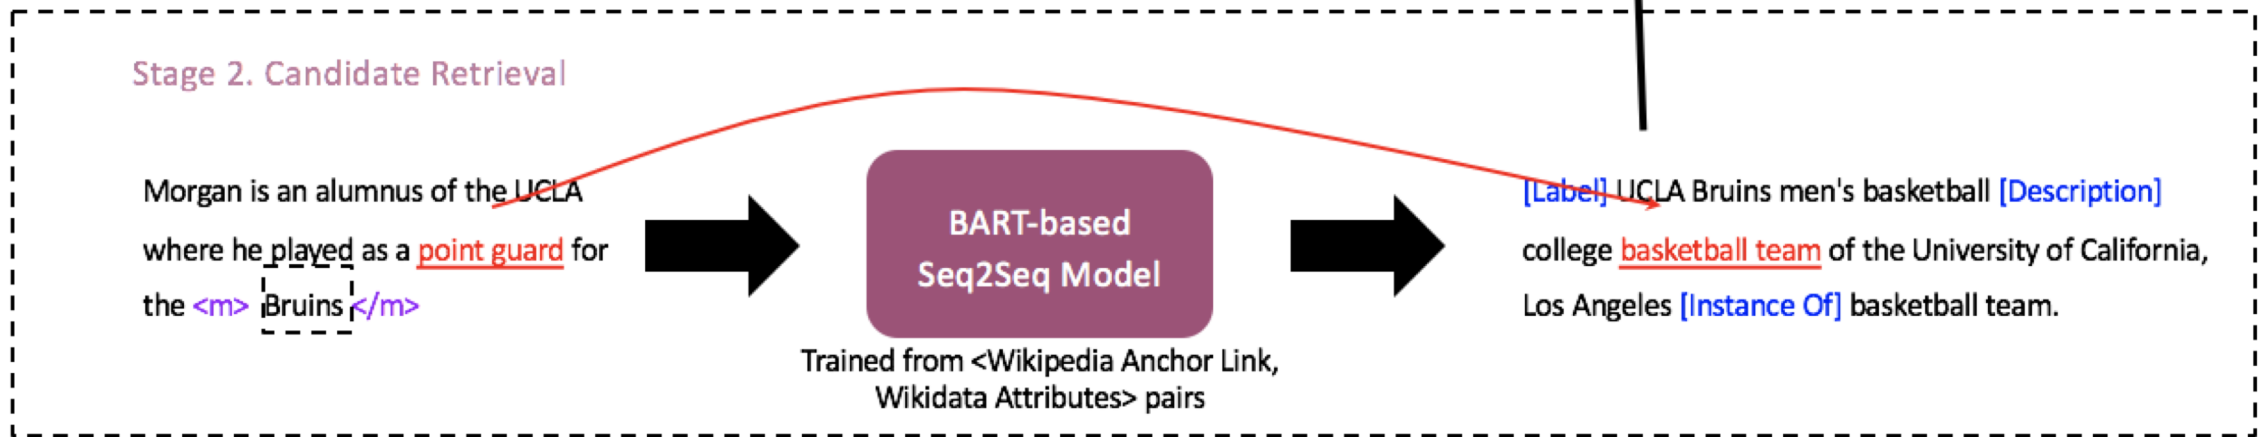 Stage 2. Candidate Retrieval
Morgan is an alumnus of the UCLA
where he played as a point guard for
the <m> Bruins </m>
BART-based
Seq2Seq Model
Trained from <Wikipedia Anchor Link,
Wikidata Attributes> pairs
[Label] UCLA Bruins men's basketball [Description]
college basketball team of the University of California,
Los Angeles [Instance Of] basketball team.